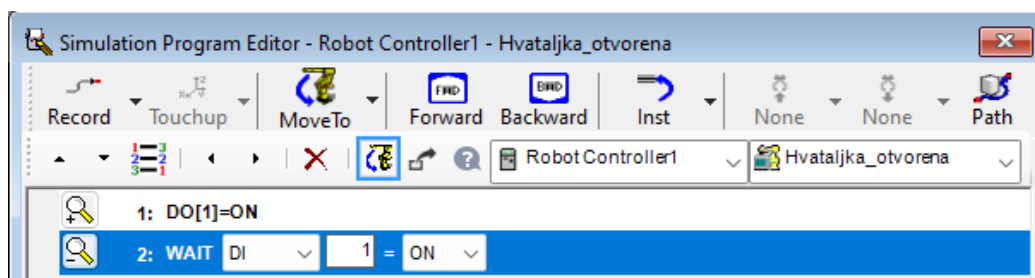 Simulation Program Editor - Robot Controller1 - Hvataljka_otvorena
Record Touchup MoveTo FWD Forward BWD Backward Inst None None Path
Robot Controller1 Hvataljka_otvorena
1: DO[1]=ON
2: WAIT DI 1 = ON